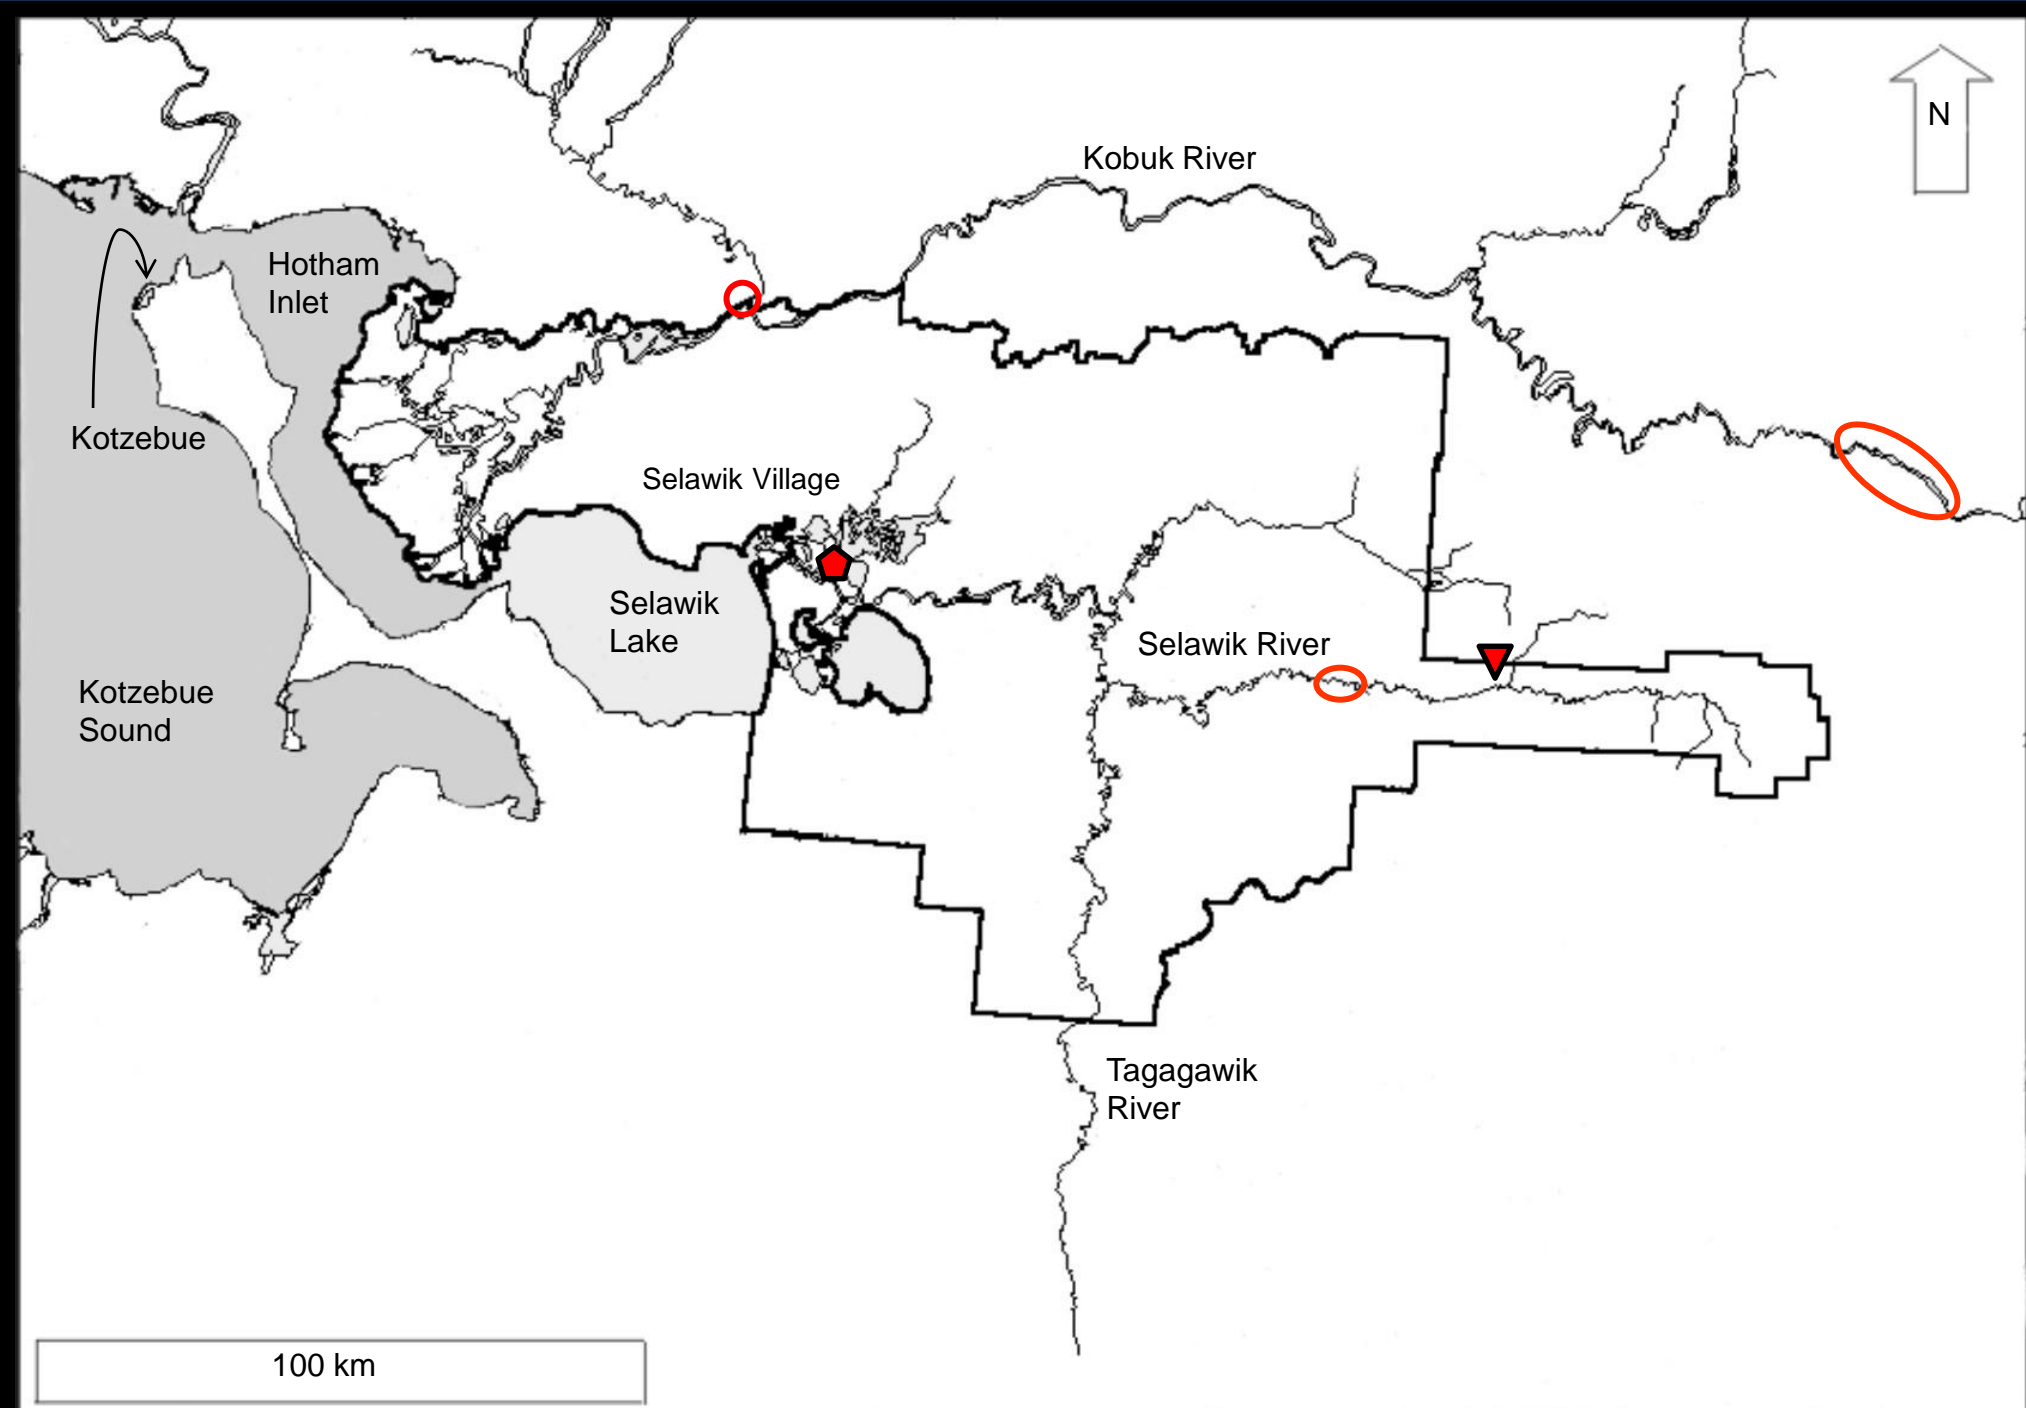 N
Kobuk River
Hotham
Inlet
Kotzebue
Selawik Village
Selawik
Lake
Selawik River
Kotzebue
Sound
Tagagawik
River
100 km